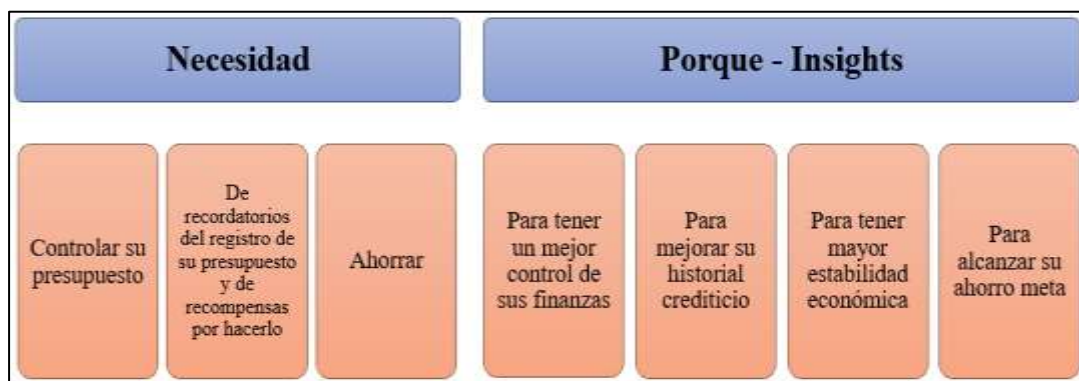 Necesidad
Porque - Insights
Controlar su
presupuesto
De
recordatorios
del registro de
su presupuesto
y de
recompensas
por hacerlo
Ahorrar
Para tener
un mejor
control de
sus finanzas
Para
mejorar su
historial
crediticio
Para tener
mayor
estabilidad
económica
Para
alcanzar su
ahorro meta